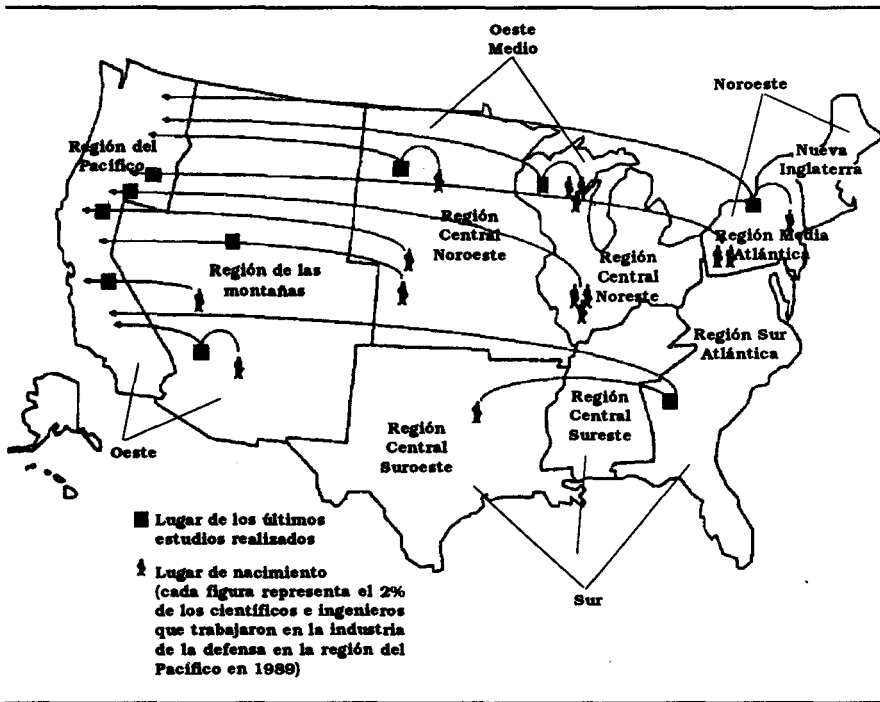 Oeste
Medio
Noroeste
Región del
Pacífico
Nueva
Inglaterra
Región
Central
Noroeste
Región Media
Atlántica
Región de las
montañas
Región
Central
Noreste
Región Sur
Atlántica
Región
Central
Suroeste
Región
Central
Sureste
Oeste
Sur
Lugar de los últimos
estudios realizados
Lugar de nacimiento
(cada figura representa el 2%
de los científicos e ingenieros
que trabajaron en la industria
de la defensa en la región del
Pacífico en 1989)